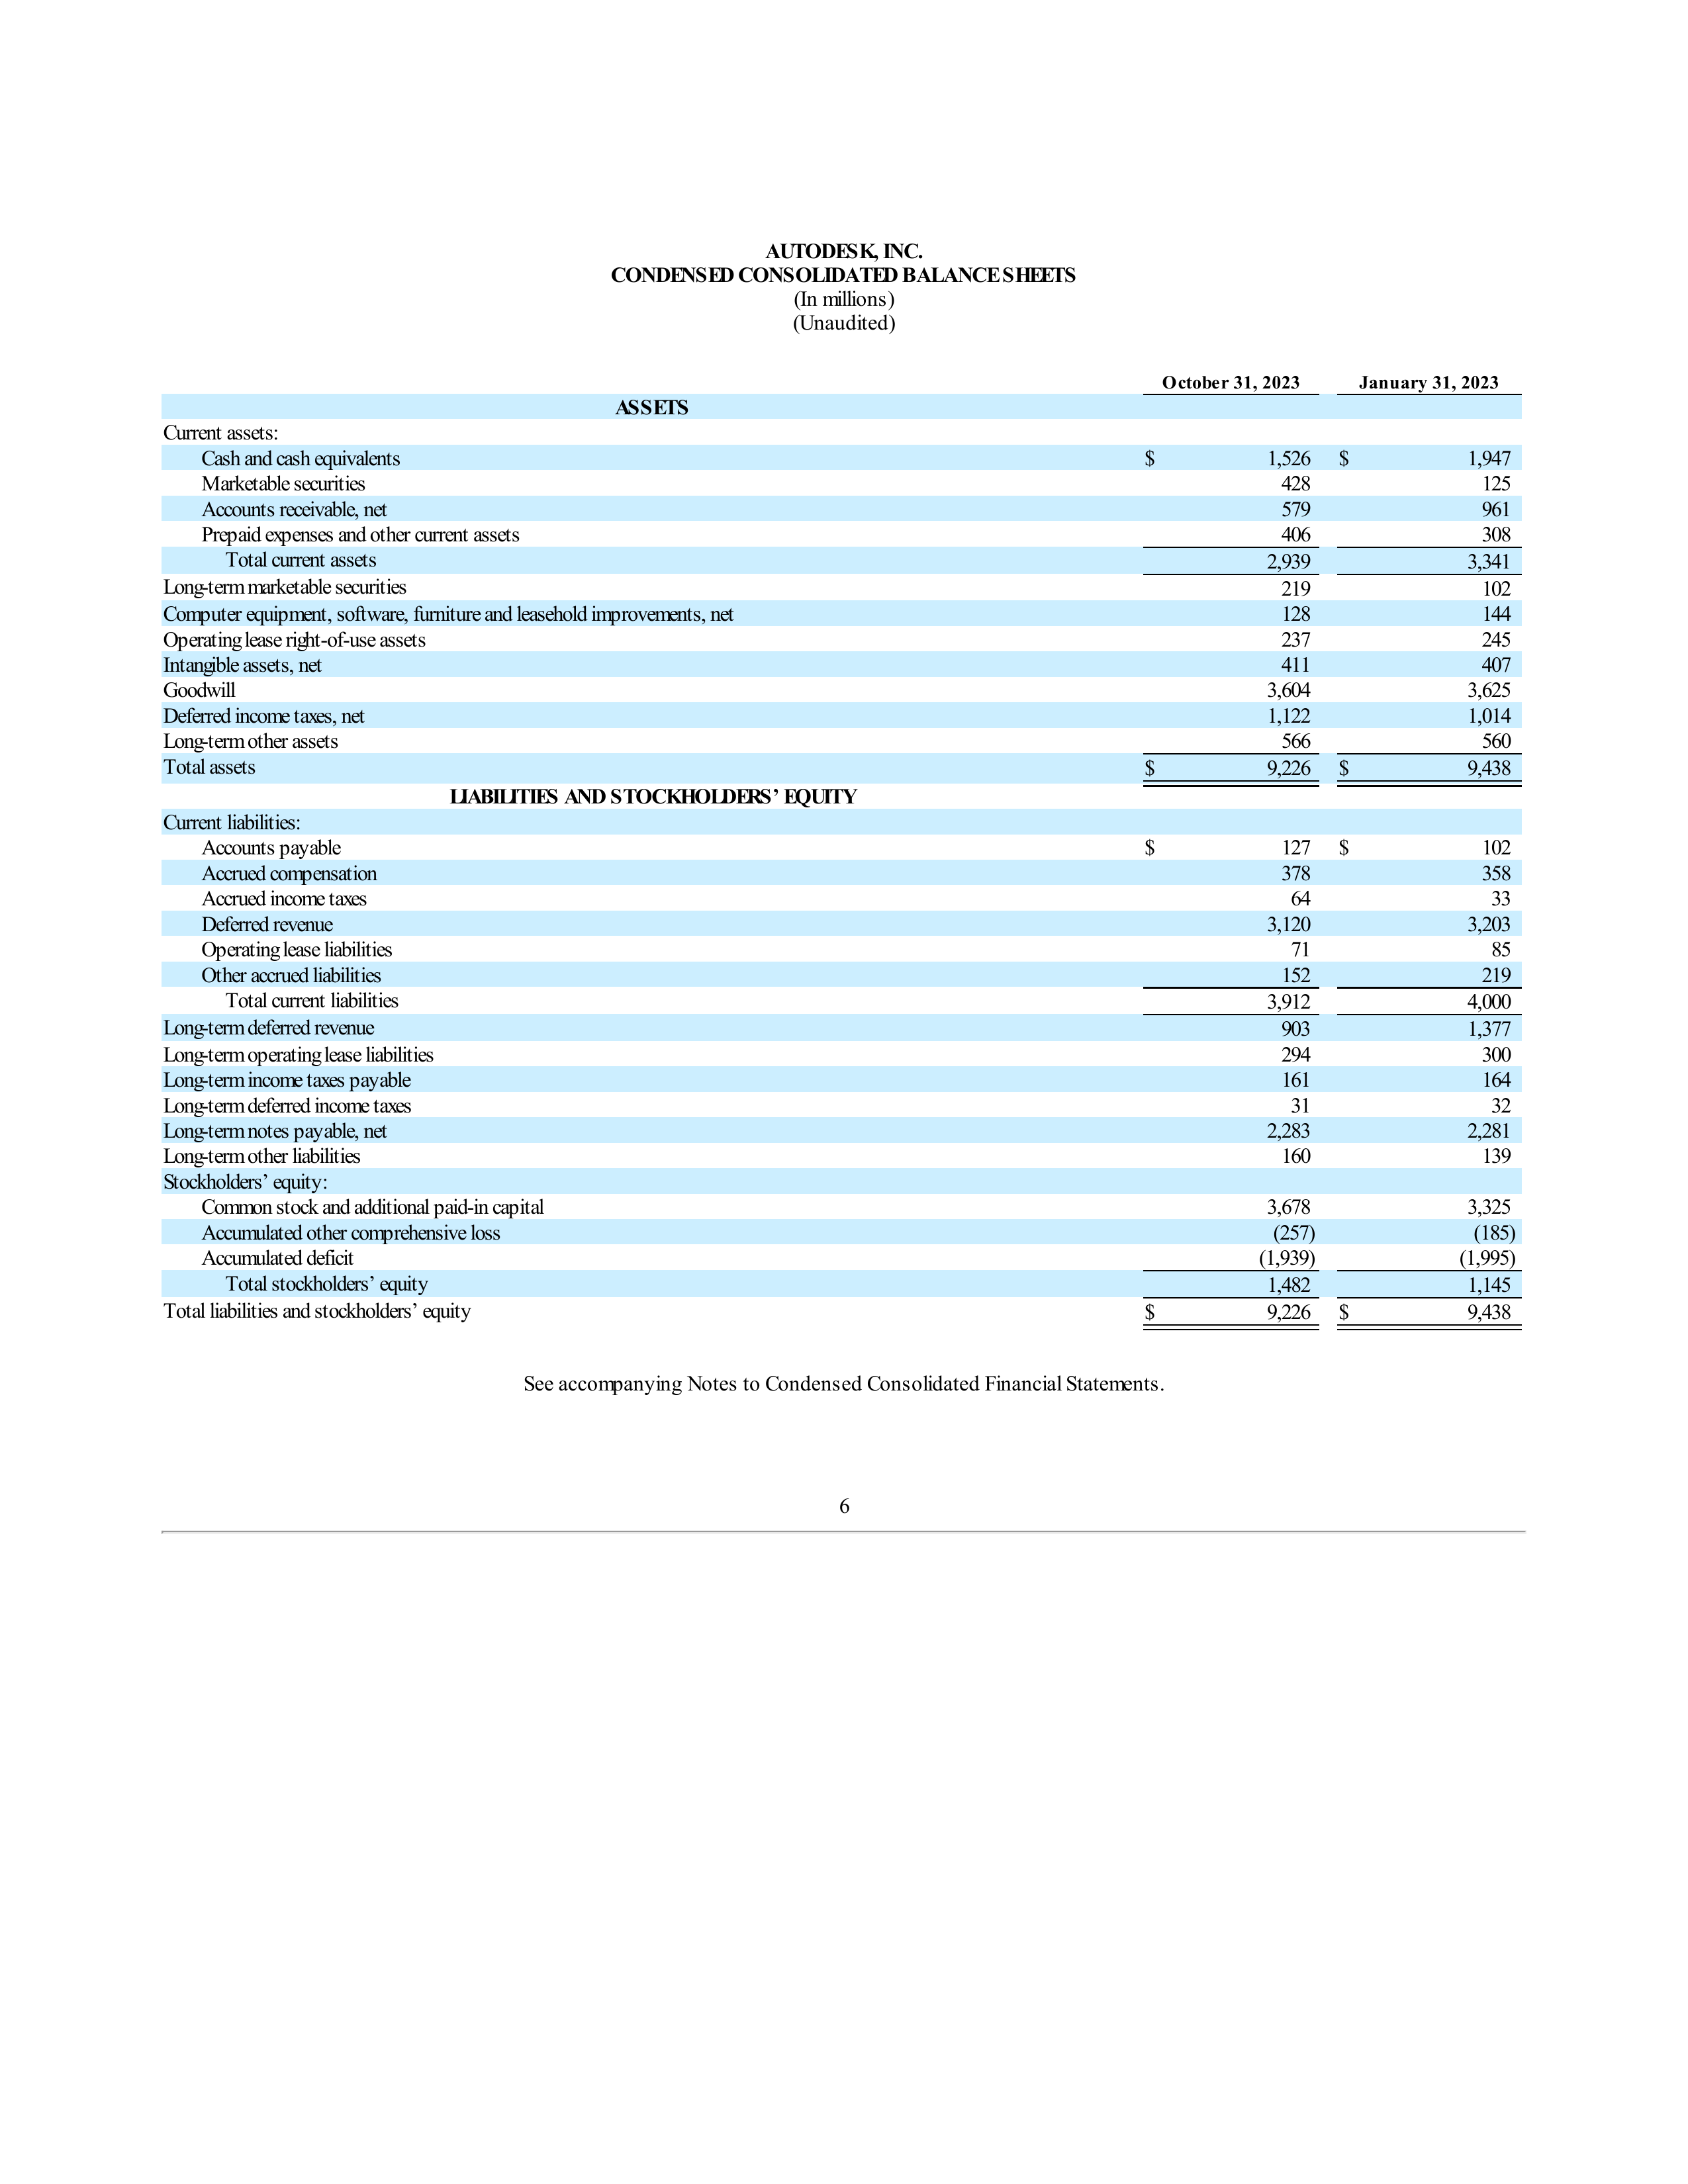 AUTODESK, INC.
CONDENSED CONSOLIDATED BALANCE SHEETS
(In millions)
(Unaudited)
October 31, 2023 January 31, 2023
ASSETS
Current assets:
Cash and cash equivalents $ 1,526 $ 1,947
Marketable securities 428 125
Accounts receivable, net 579 961
Prepaid expenses and other current assets 406 308
Total current assets 2,939 3,341
Long-term marketable securities 219 102
Computer equipment, software, furniture and leasehold improvements, net 128 144
Operating lease right-of-use assets 237 245
Intangible assets, net 411 407
Goodwill 3,604 3,625
Deferred income taxes, net 1,122 1,014
Long-term other assets 566 560
Total assets $ 9,226 $ 9,438
LIABILITIES AND STOCKHOLDERS’ EQUITY
Current liabilities:
Accounts payable $ 127 $ 102
Accrued compensation 378 358
Accrued income taxes 64 33
Deferred revenue 3,120 3,203
Operating lease liabilities 71 85
Other accrued liabilities 152 219
Total current liabilities 3,912 4,000
Long-term deferred revenue 903 1,377
Long-term operating lease liabilities 294 300
Long-term income taxes payable 161 164
Long-term deferred income taxes 31 32
Long-term notes payable, net 2,283 2,281
Long-term other liabilities 160 139
Stockholders’ equity:
Common stock and additional paid-in capital 3,678 3,325
Accumulated other comprehensive loss (257) (185)
Accumulated deficit (1,939) (1,995)
Total stockholders’ equity 1,482 1,145
Total liabilities and stockholders’ equity $ 9,226 $ 9,438
See accompanying Notes to Condensed Consolidated Financial Statements.
6